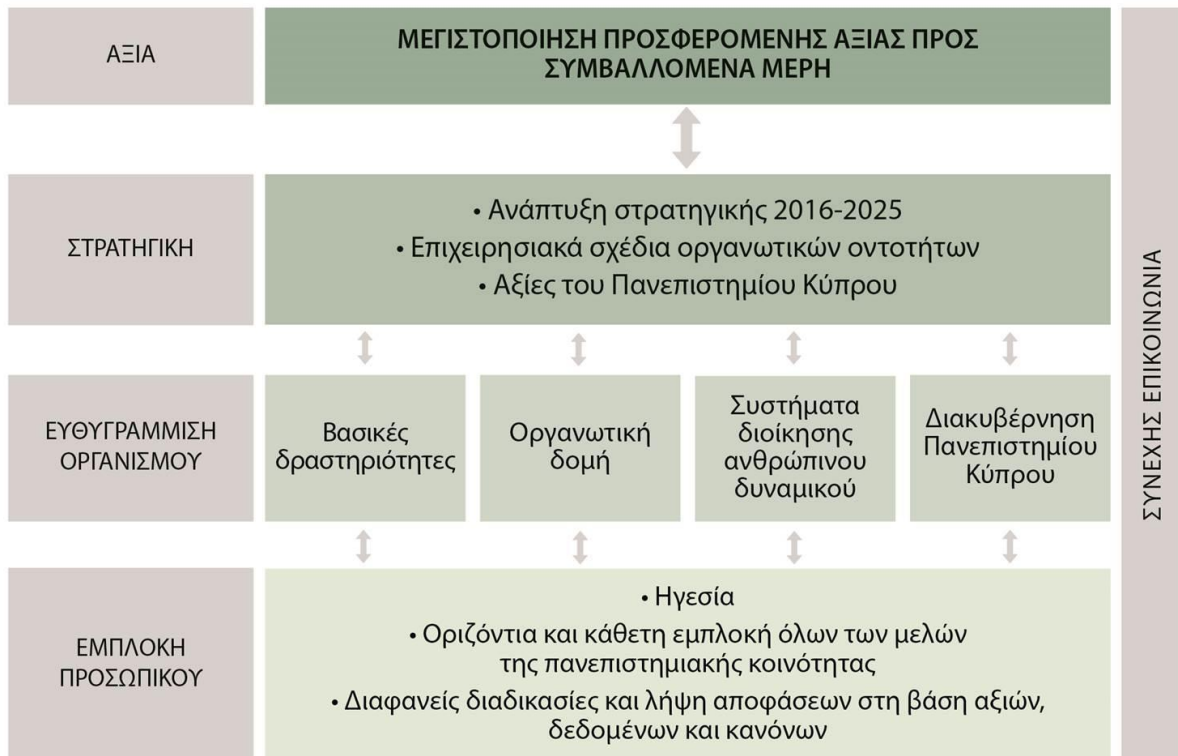 ΑΞΙΑ
ΜΕΓΙΣΤΟΠΟΙΗΣΗ ΠΡΟΣΦΕΡΟΜΕΝΗΣ ΑΞΙΑΣ ΠΡΟΣ
ΣΥΜΒΑΛΛΟΜΕΝΑ ΜΕΡΗ
ΣΤΡΑΤΗΓΙΚΗ
• Ανάπτυξη στρατηγικής 2016-2025
• Επιχειρησιακά σχέδια οργανωτικών οντοτήτων
• Αξίες του Πανεπιστημίου Κύπρου
ΕΥΘΥΓΡΑΜΜΙΣΗ
ΟΡΓΑΝΙΣΜΟΥ
Βασικές
δραστηριότητες
Οργανωτική
δομή
Συστήματα
διοίκησης
ανθρώπινου
δυναμικού
Διακυβέρνηση
Πανεπιστημίου
Κύπρου
ΕΜΠΛΟΚΗ
ΠΡΟΣΩΠΙΚΟΥ
• Ηγεσία
• Οριζόντια και κάθετη εμπλοκή όλων των μελών
της πανεπιστημιακής κοινότητας
• Διαφανείς διαδικασίες και λήψη αποφάσεων στη βάση αξιών,
δεδομένων και κανόνων
ΣΥΝΕΧΗΣ ΕΠΙΚΟΙΝΩΝΙΑ